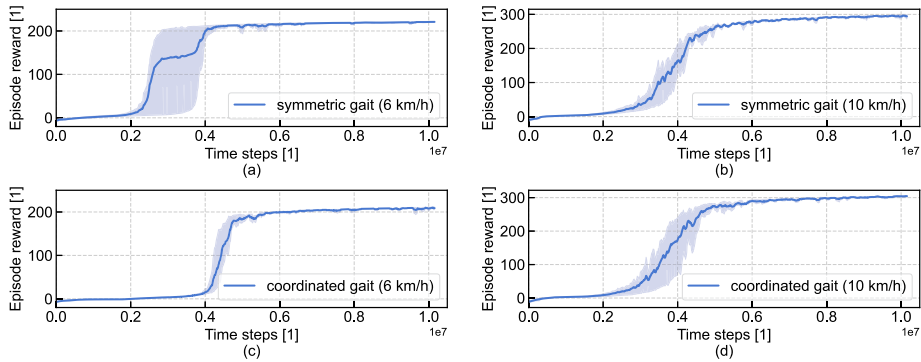 Episode reward [1]
200
100
0
symmetric gait (6 km/h)
0.0 0.2 0.4 0.6 0.8 1.0
1e7
Time steps [1]
(a)
Episode reward [1]
300
200
100
0
symmetric gait (10 km/h)
0.0 0.2 0.4 0.6 0.8 1.0
1e7
Time steps [1]
(b)
Episode reward [1]
200
100
0
coordinated gait (6 km/h)
0.0 0.2 0.4 0.6 0.8 1.0
1e7
Time steps [1]
(c)
Episode reward [1]
300
200
100
0
coordinated gait (10 km/h)
0.0 0.2 0.4 0.6 0.8 1.0
1e7
Time steps [1]
(d)